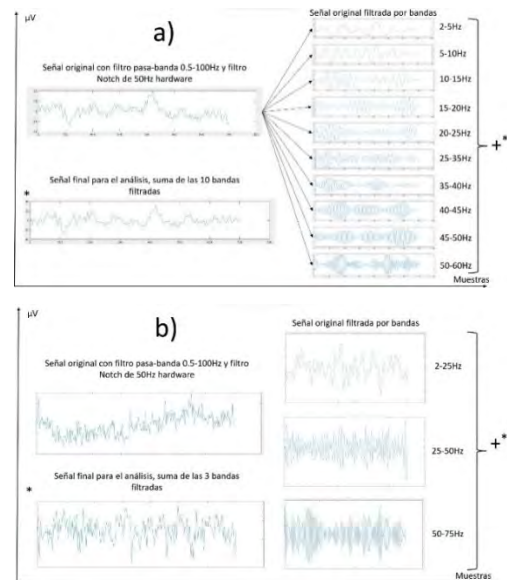 µV
a)
Señal original filtrada por bandas
Señal original con filtro pasa-banda 0.5-100Hz y filtro
Notch de 50Hz hardware
2-5Hz
5-10Hz
10-15Hz
15-20Hz
20-25Hz
25-35Hz
35-40Hz
40-45Hz
45-50Hz
50-60Hz
+*
Señal final para el análisis, suma de las 10 bandas
filtradas
*
Muestras
µV
b)
Señal original filtrada por bandas
Señal original con filtro pasa-banda 0.5-100Hz y filtro
Notch de 50Hz hardware
2-25Hz
25-50Hz
50-75Hz
+*
Señal final para el análisis, suma de las 3 bandas
filtradas
*
Muestras